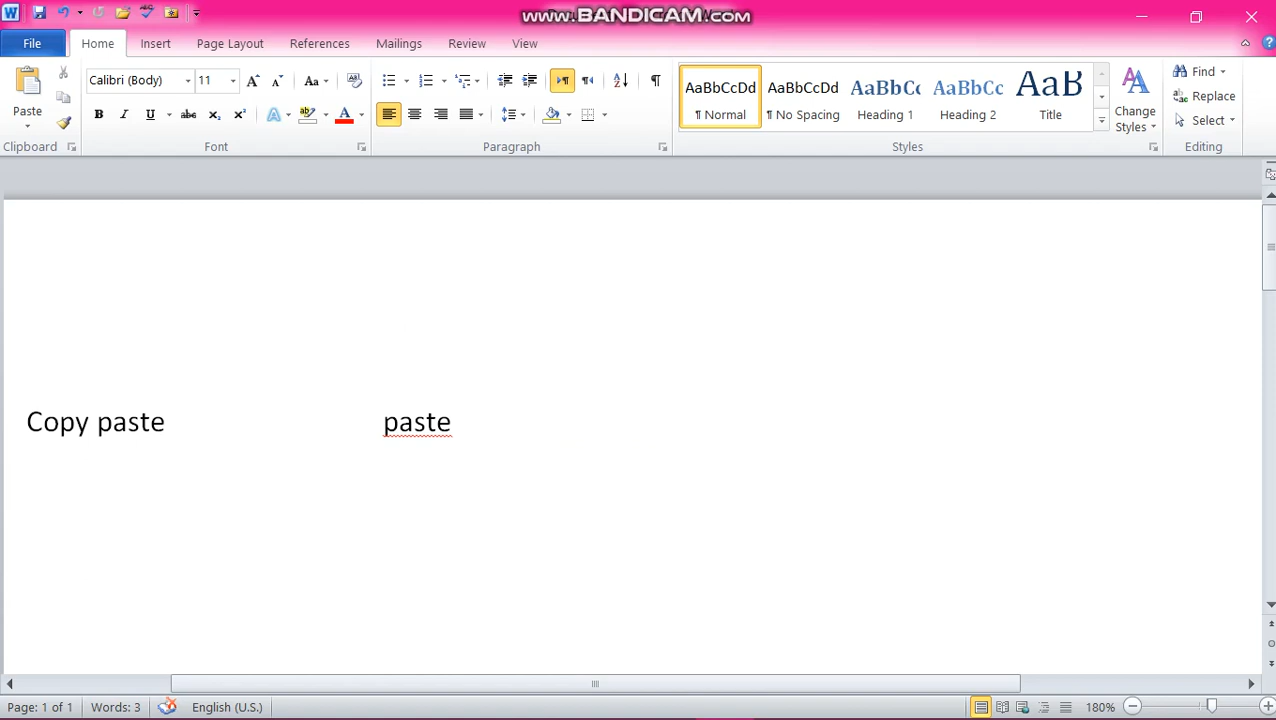 www.BANDICAM.com
File Home Insert Page Layout References Mailings Review View
Paste
Clipboard
Calibri (Body) 11
Font
Paragraph
AaBbCcDd AaBbCcDd AaBbCc AaBbCc AaB
¶ Normal ¶ No Spacing Heading 1 Heading 2 Title
Styles
Change Styles
Find
Replace
Select
Editing
Copy paste paste
Page: 1 of 1 Words: 3 English (U.S.) 180%